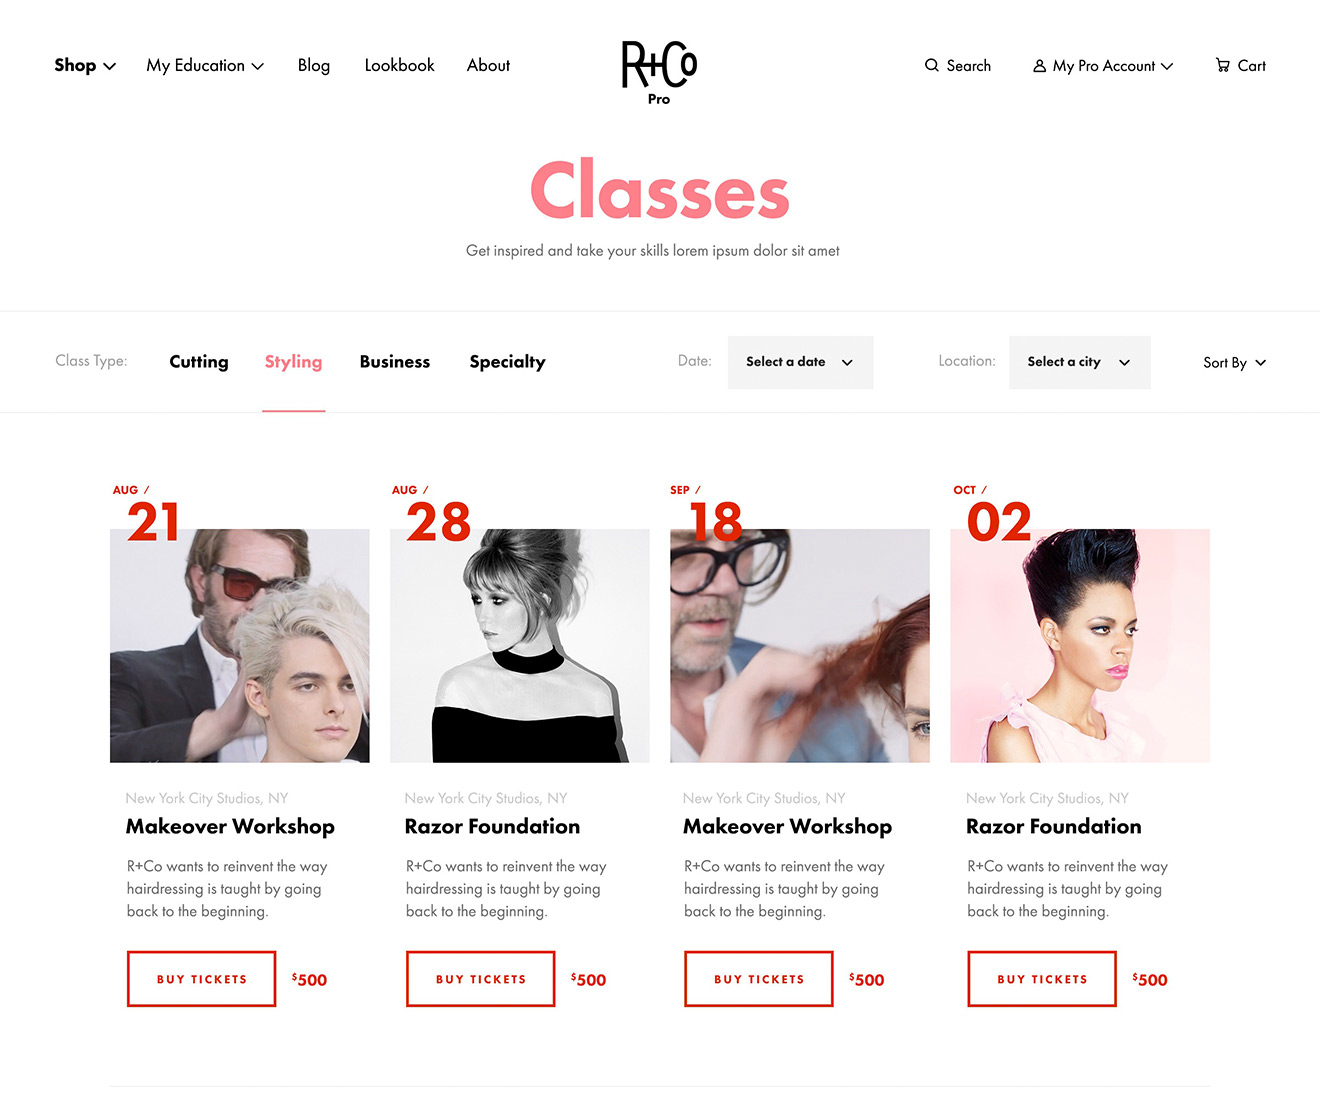 Shop My Education Blog Lookbook About
R+Co
Pro
Search My Pro Account Cart
Classes
Get inspired and take your skills lorem ipsum dolor sit amet
Class Type: Cutting Styling Business Specialty Date: Select a date Location: Select a city Sort By
AUG /
21
AUG /
28
SEP /
18
OCT /
02
New York City Studios, NY
Makeover Workshop
R+Co wants to reinvent the way
hairdressing is taught by going
back to the beginning.
BUY TICKETS $500
New York City Studios, NY
Razor Foundation
R+Co wants to reinvent the way
hairdressing is taught by going
back to the beginning.
BUY TICKETS $500
New York City Studios, NY
Makeover Workshop
R+Co wants to reinvent the way
hairdressing is taught by going
back to the beginning.
BUY TICKETS $500
New York City Studios, NY
Razor Foundation
R+Co wants to reinvent the way
hairdressing is taught by going
back to the beginning.
BUY TICKETS $500